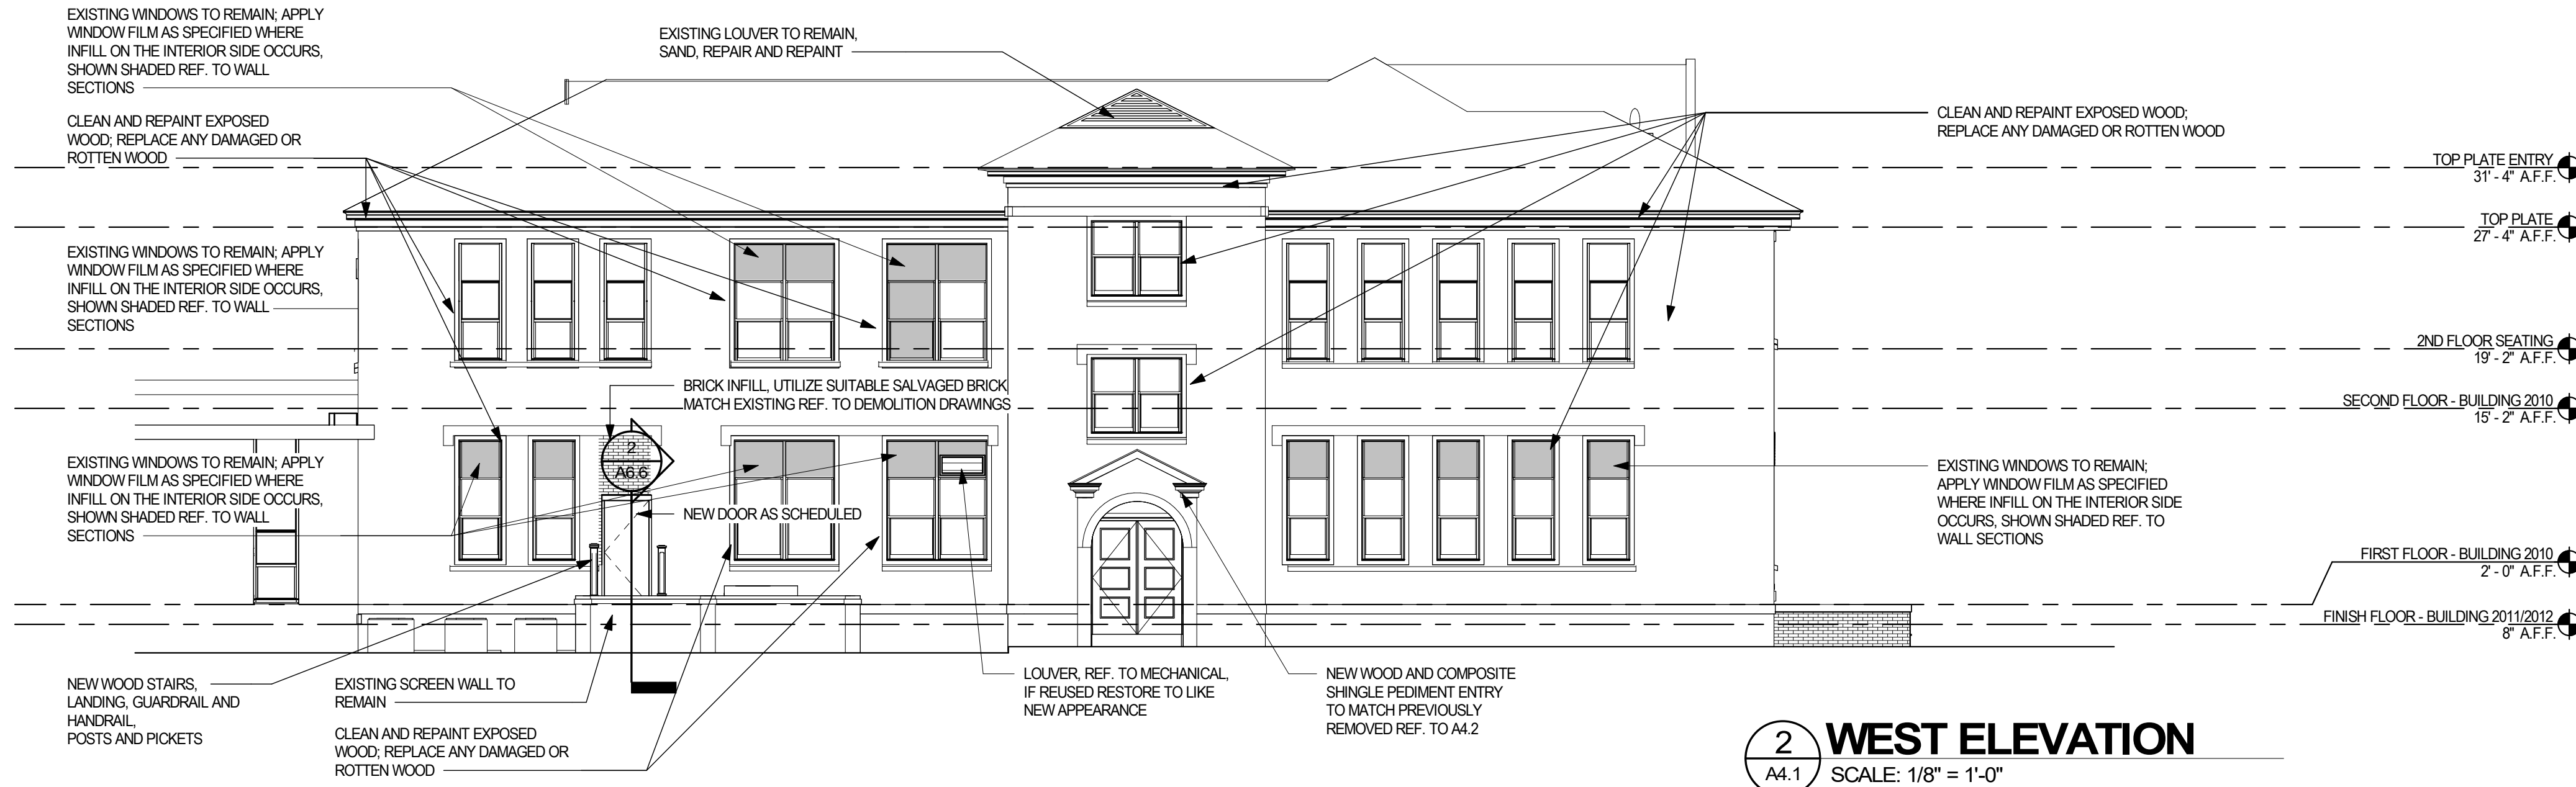 EXISTING WINDOWS TO REMAIN; APPLY
WINDOW FILM AS SPECIFIED WHERE
INFILL ON THE INTERIOR SIDE OCCURS,
SHOWN SHADED REF. TO WALL
SECTIONS
CLEAN AND REPAINT EXPOSED
WOOD; REPLACE ANY DAMAGED OR
ROTTEN WOOD
EXISTING WINDOWS TO REMAIN; APPLY
WINDOW FILM AS SPECIFIED WHERE
INFILL ON THE INTERIOR SIDE OCCURS,
SHOWN SHADED REF. TO WALL
SECTIONS
EXISTING WINDOWS TO REMAIN; APPLY
WINDOW FILM AS SPECIFIED WHERE
INFILL ON THE INTERIOR SIDE OCCURS,
SHOWN SHADED REF. TO WALL
SECTIONS
NEW WOOD STAIRS,
LANDING, GUARDRAIL AND
HANDRAIL,
POSTS AND PICKETS
EXISTING SCREEN WALL TO
REMAIN
CLEAN AND REPAINT EXPOSED
WOOD; REPLACE ANY DAMAGED OR
ROTTEN WOOD
EXISTING LOUVER TO REMAIN,
SAND, REPAIR AND REPAINT
BRICK INFILL, UTILIZE SUITABLE SALVAGED BRICK
MATCH EXISTING REF. TO DEMOLITION DRAWINGS
2
A6.6
NEW DOOR AS SCHEDULED
LOUVER, REF. TO MECHANICAL,
IF REUSED RESTORE TO LIKE
NEW APPEARANCE
NEW WOOD AND COMPOSITE
SHINGLE PEDIMENT ENTRY
TO MATCH PREVIOUSLY
REMOVED REF. TO A4.2
CLEAN AND REPAINT EXPOSED WOOD;
REPLACE ANY DAMAGED OR ROTTEN WOOD
EXISTING WINDOWS TO REMAIN;
APPLY WINDOW FILM AS SPECIFIED
WHERE INFILL ON THE INTERIOR SIDE
OCCURS, SHOWN SHADED REF. TO
WALL SECTIONS
TOP PLATE ENTRY
31' - 4" A.F.F.
TOP PLATE
27' - 4" A.F.F.
2ND FLOOR SEATING
19' - 2" A.F.F.
SECOND FLOOR - BUILDING 2010
15' - 2" A.F.F.
FIRST FLOOR - BUILDING 2010
2' - 0" A.F.F.
FINISH FLOOR - BUILDING 2011/2012
8" A.F.F.
2
A4.1
WEST ELEVATION
SCALE: 1/8" = 1'-0"